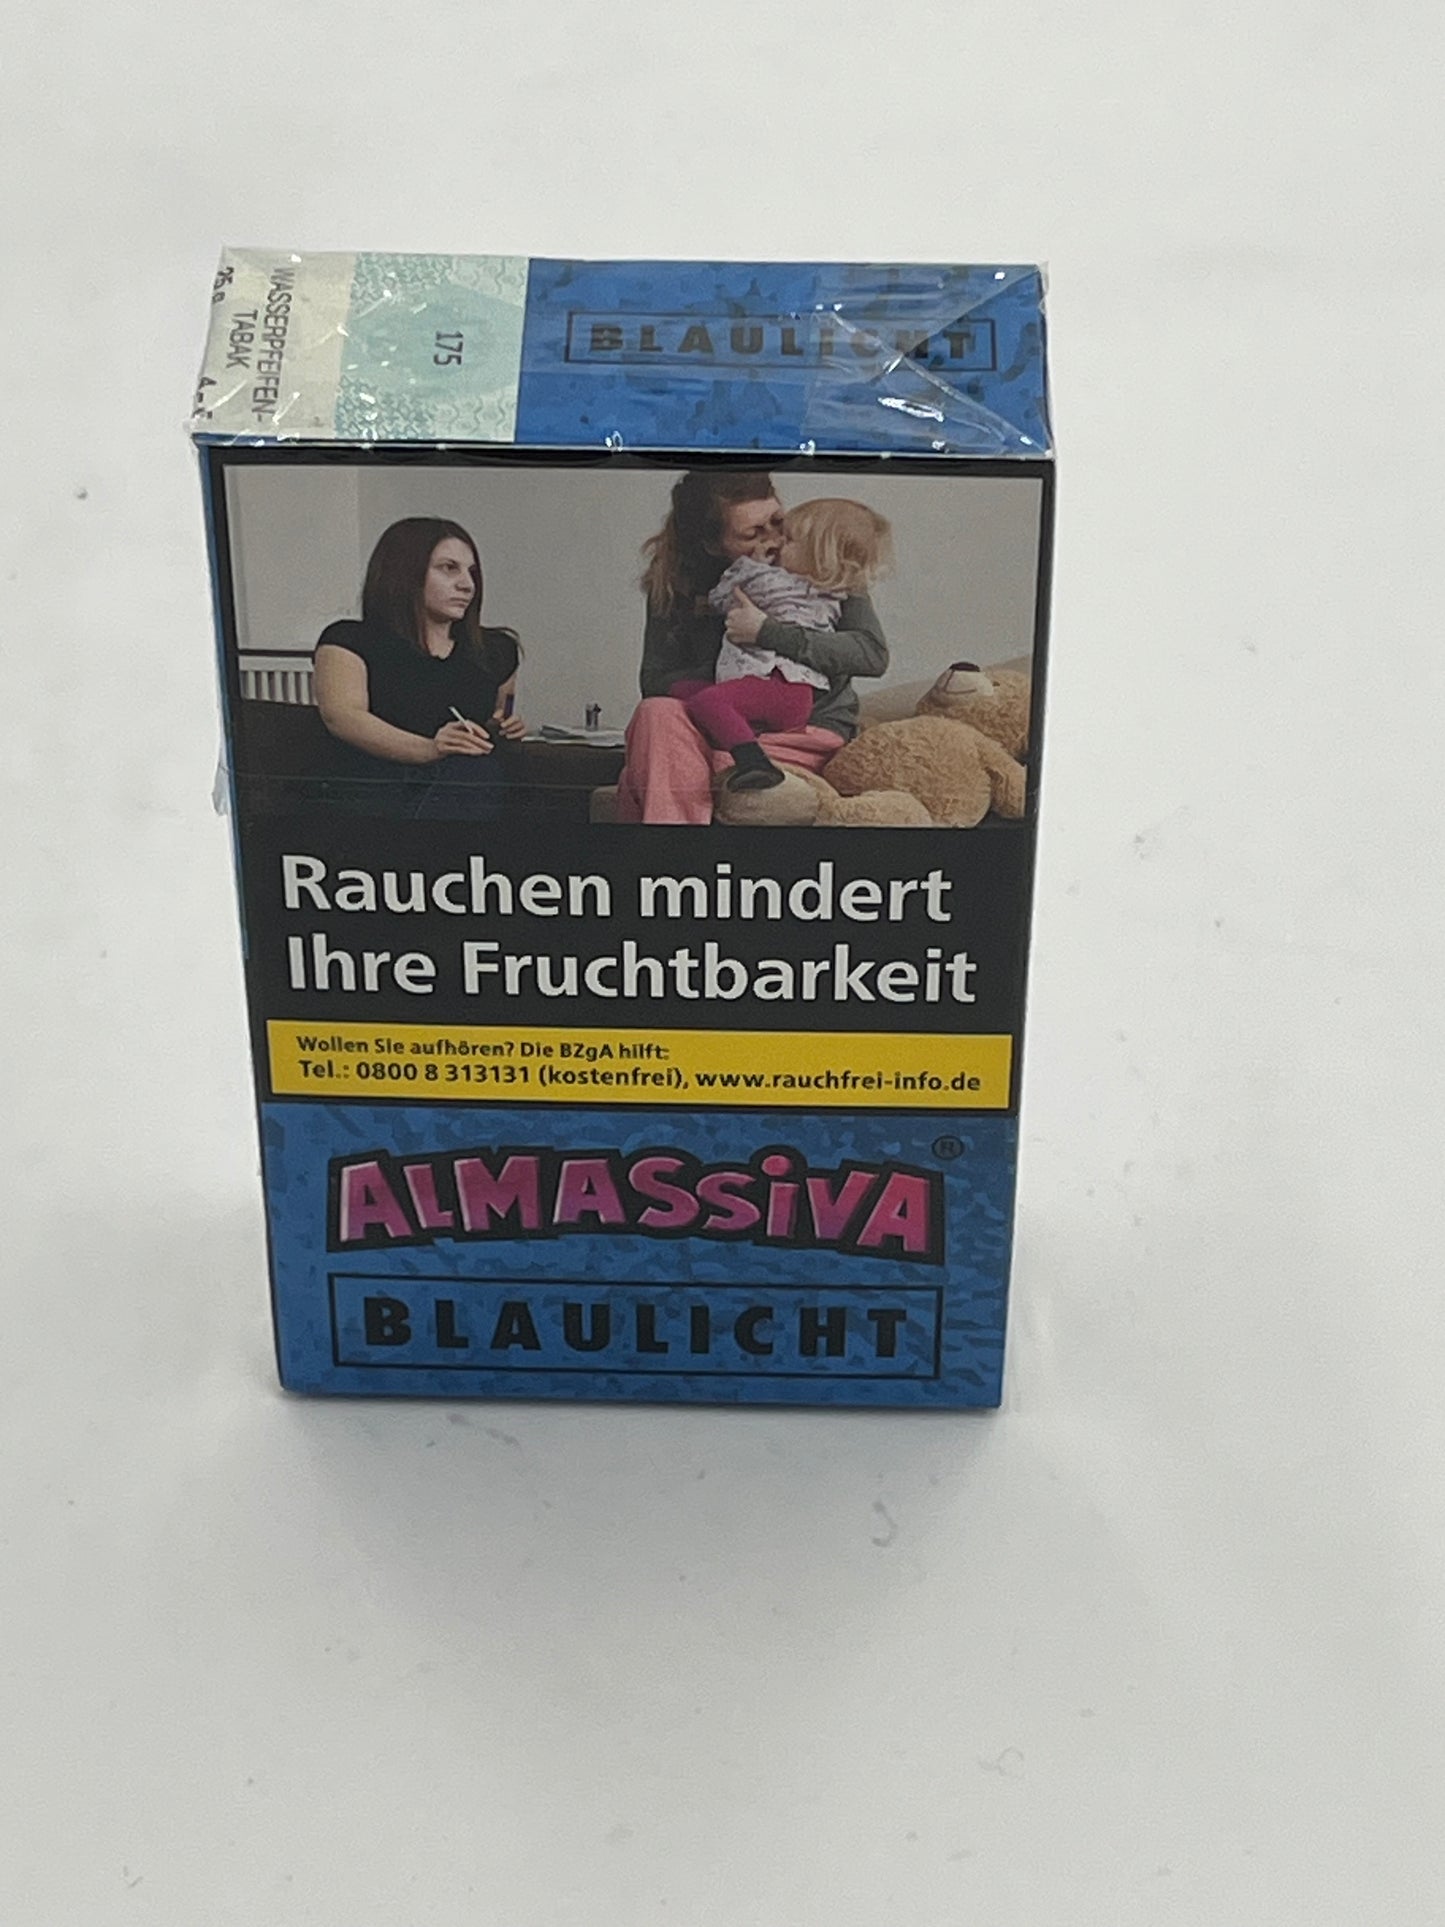 WASSERPFEIFEN-
TABAK
175
BLAULICHT
Rauchen mindert
Ihre Fruchtbarkeit
Wollen Sie aufhören? Die BZgA hilft:
Tel.: 0800 8 313131 (kostenfrei), www.rauchfrei-info.de
ALMASSiVA®
BLAULICHT